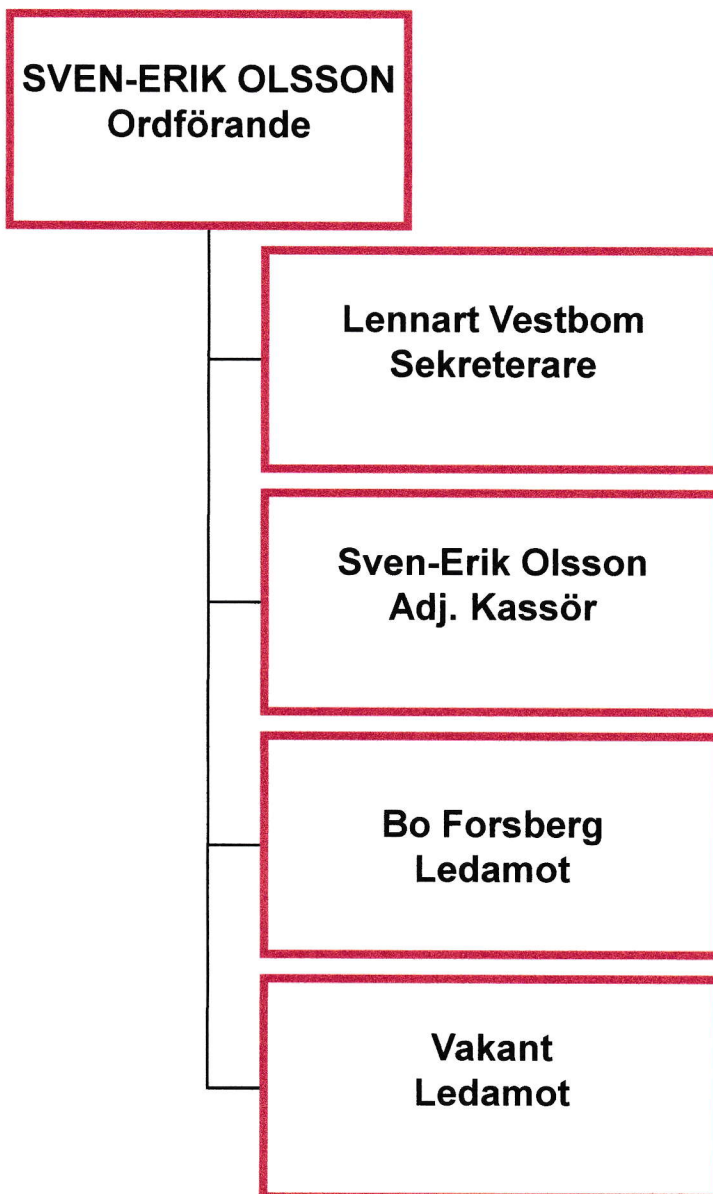 SVEN-ERIK OLSSON
Ordförande
Lennart Vestbom
Sekreterare
Sven-Erik Olsson
Adj. Kassör
Bo Forsberg
Ledamot
Vakant
Ledamot